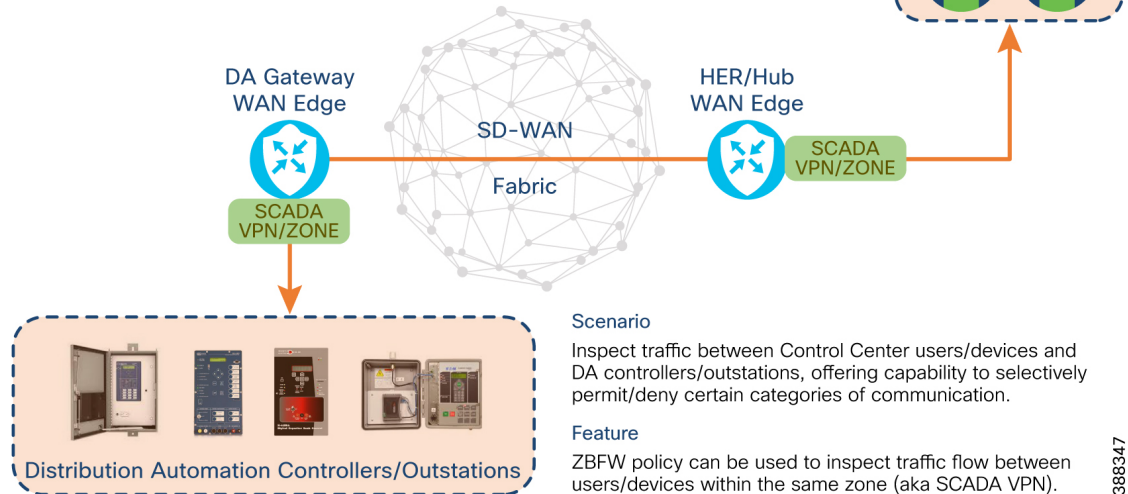 DA Gateway
WAN Edge
HER/Hub
WAN Edge
SD-WAN
Fabric
SCADA
VPN/ZONE
SCADA
VPN/ZONE
Distribution Automation Controllers/Outstations
Scenario
Inspect traffic between Control Center users/devices and
DA controllers/outstations, offering capability to selectively
permit/deny certain categories of communication.
Feature
ZBFW policy can be used to inspect traffic flow between
users/devices within the same zone (aka SCADA VPN).
388347